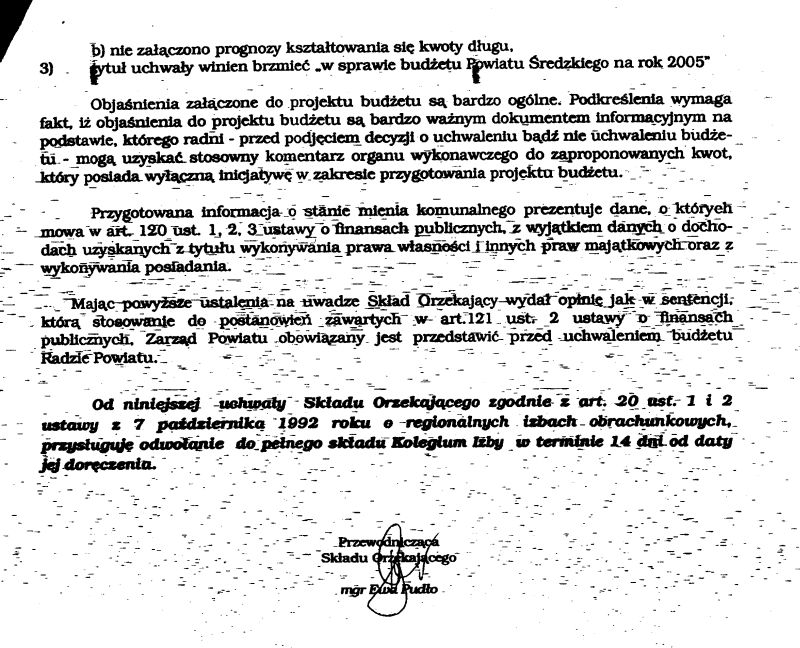 b) nie załączono prognozy kształtowania się kwoty długu,
3) tytuł uchwały winien brzmieć „w sprawie budżetu Powiatu Średzkiego na rok 2005"
Objaśnienia załączone do projektu budżetu są bardzo ogólne. Podkreślenia wymaga
fakt, iż objaśnienia do projektu budżetu są bardzo ważnym dokumentem informacyjnym na
podstawie, którego radni - przed podjęciem decyzji o uchwaleniu bądź nie uchwaleniu budże-
tu - mogą uzyskać stosowny komentarz organu wykonawczego do zaproponowanych kwot,
który posiada wyłączną inicjatywę w zakresie przygotowania projektu budżetu.
Przygotowana informacja o stanie mienia komunalnego prezentuje dane, o których
mowa w art. 120 ust. 1, 2, 3 ustawy o finansach publicznych, z wyjątkiem danych o docho-
dach uzyskanych z tytułu wykonywania prawa własności i innych praw majątkowych oraz z
wykonywania posiadania.
Mając powyższe ustalenia na uwadze Skład Orzekający wydał opinię jak w sentencji,
którą stosowanie do postanowień zawartych w art.121 ust. 2 ustawy o finansach
publicznych, Zarząd Powiatu obowiązany jest przedstawić przed uchwaleniem budżetu
Radzie Powiatu.
Od niniejszej uchwały Składu Orzekającego zgodnie z art. 20 ust. 1 i 2
ustawy z 7 października 1992 roku o regionalnych izbach obrachunkowych,
przysługuje odwołanie do pełnego składu Kolegium Izby w terminie 14 dni od daty
jej doręczenia.
Przewodnicząca
Składu Orzekającego
mgr Ewa Pudło